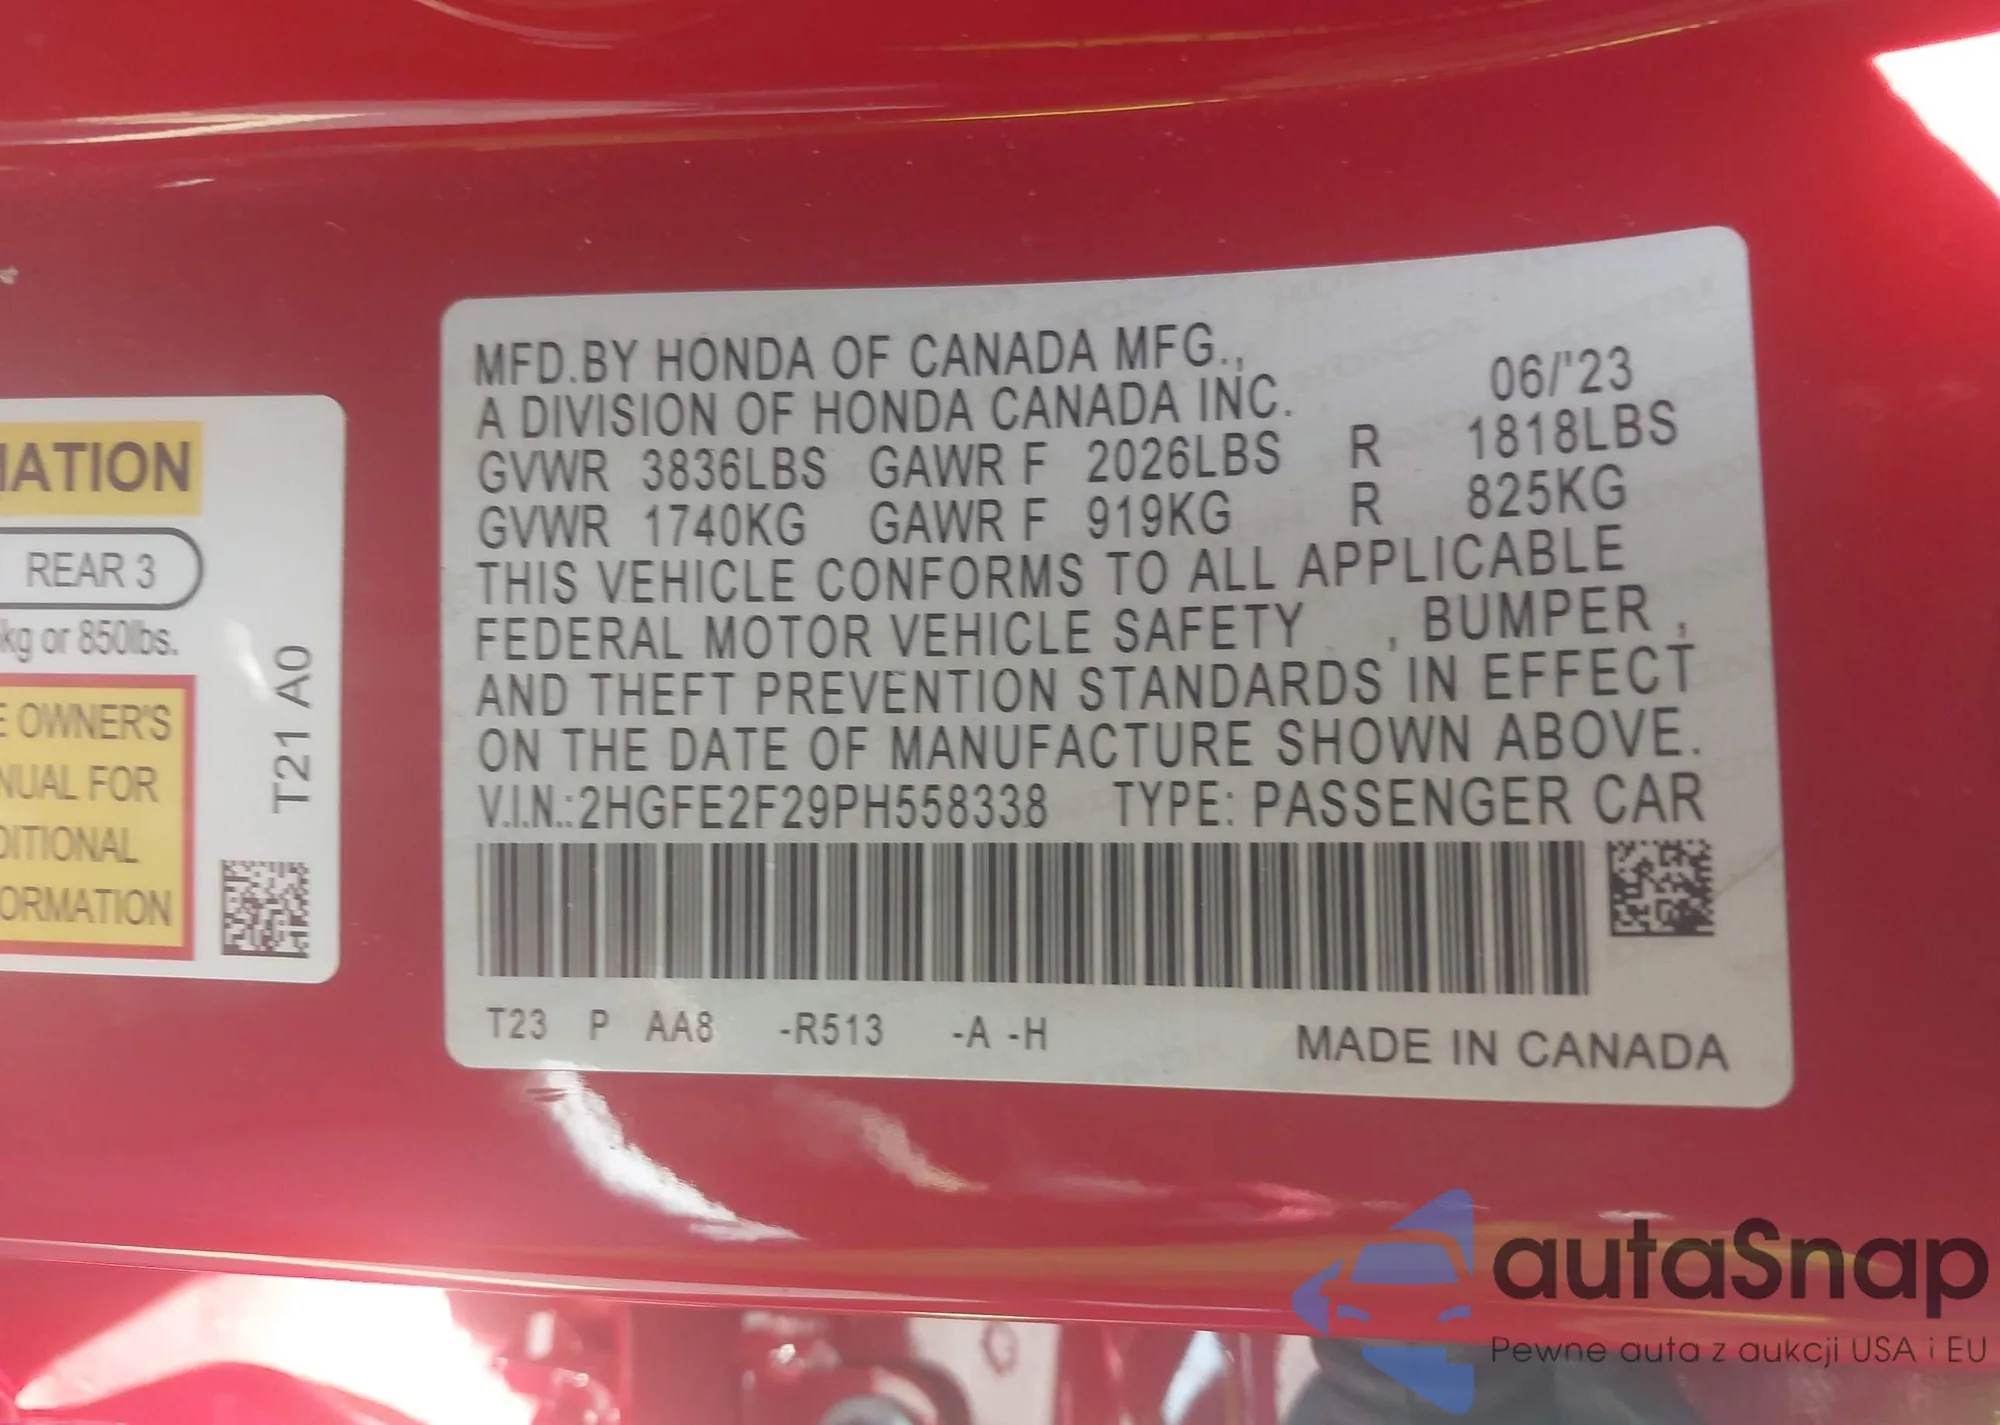 MATION
REAR 3
kg or 850lbs.
OWNER'S
FOR
T21 A0
MFD.BY HONDA OF CANADA MFG.,
A DIVISION OF HONDA CANADA INC.
06/'23
GVWR 3836LBS GAWR F 2026LBS R 1818LBS
GVWR 1740KG GAWR F 919KG R 825KG
THIS VEHICLE CONFORMS TO ALL APPLICABLE
FEDERAL MOTOR VEHICLE SAFETY , BUMPER ,
AND THEFT PREVENTION STANDARDS IN EFFECT
ON THE DATE OF MANUFACTURE SHOWN ABOVE.
V.I.N.:2HGFE2F29PH558338 TYPE: PASSENGER CAR
T23 P AA8 -R513 -A -H
MADE IN CANADA
autaSnap
Pewne auta z aukcji USA i EU